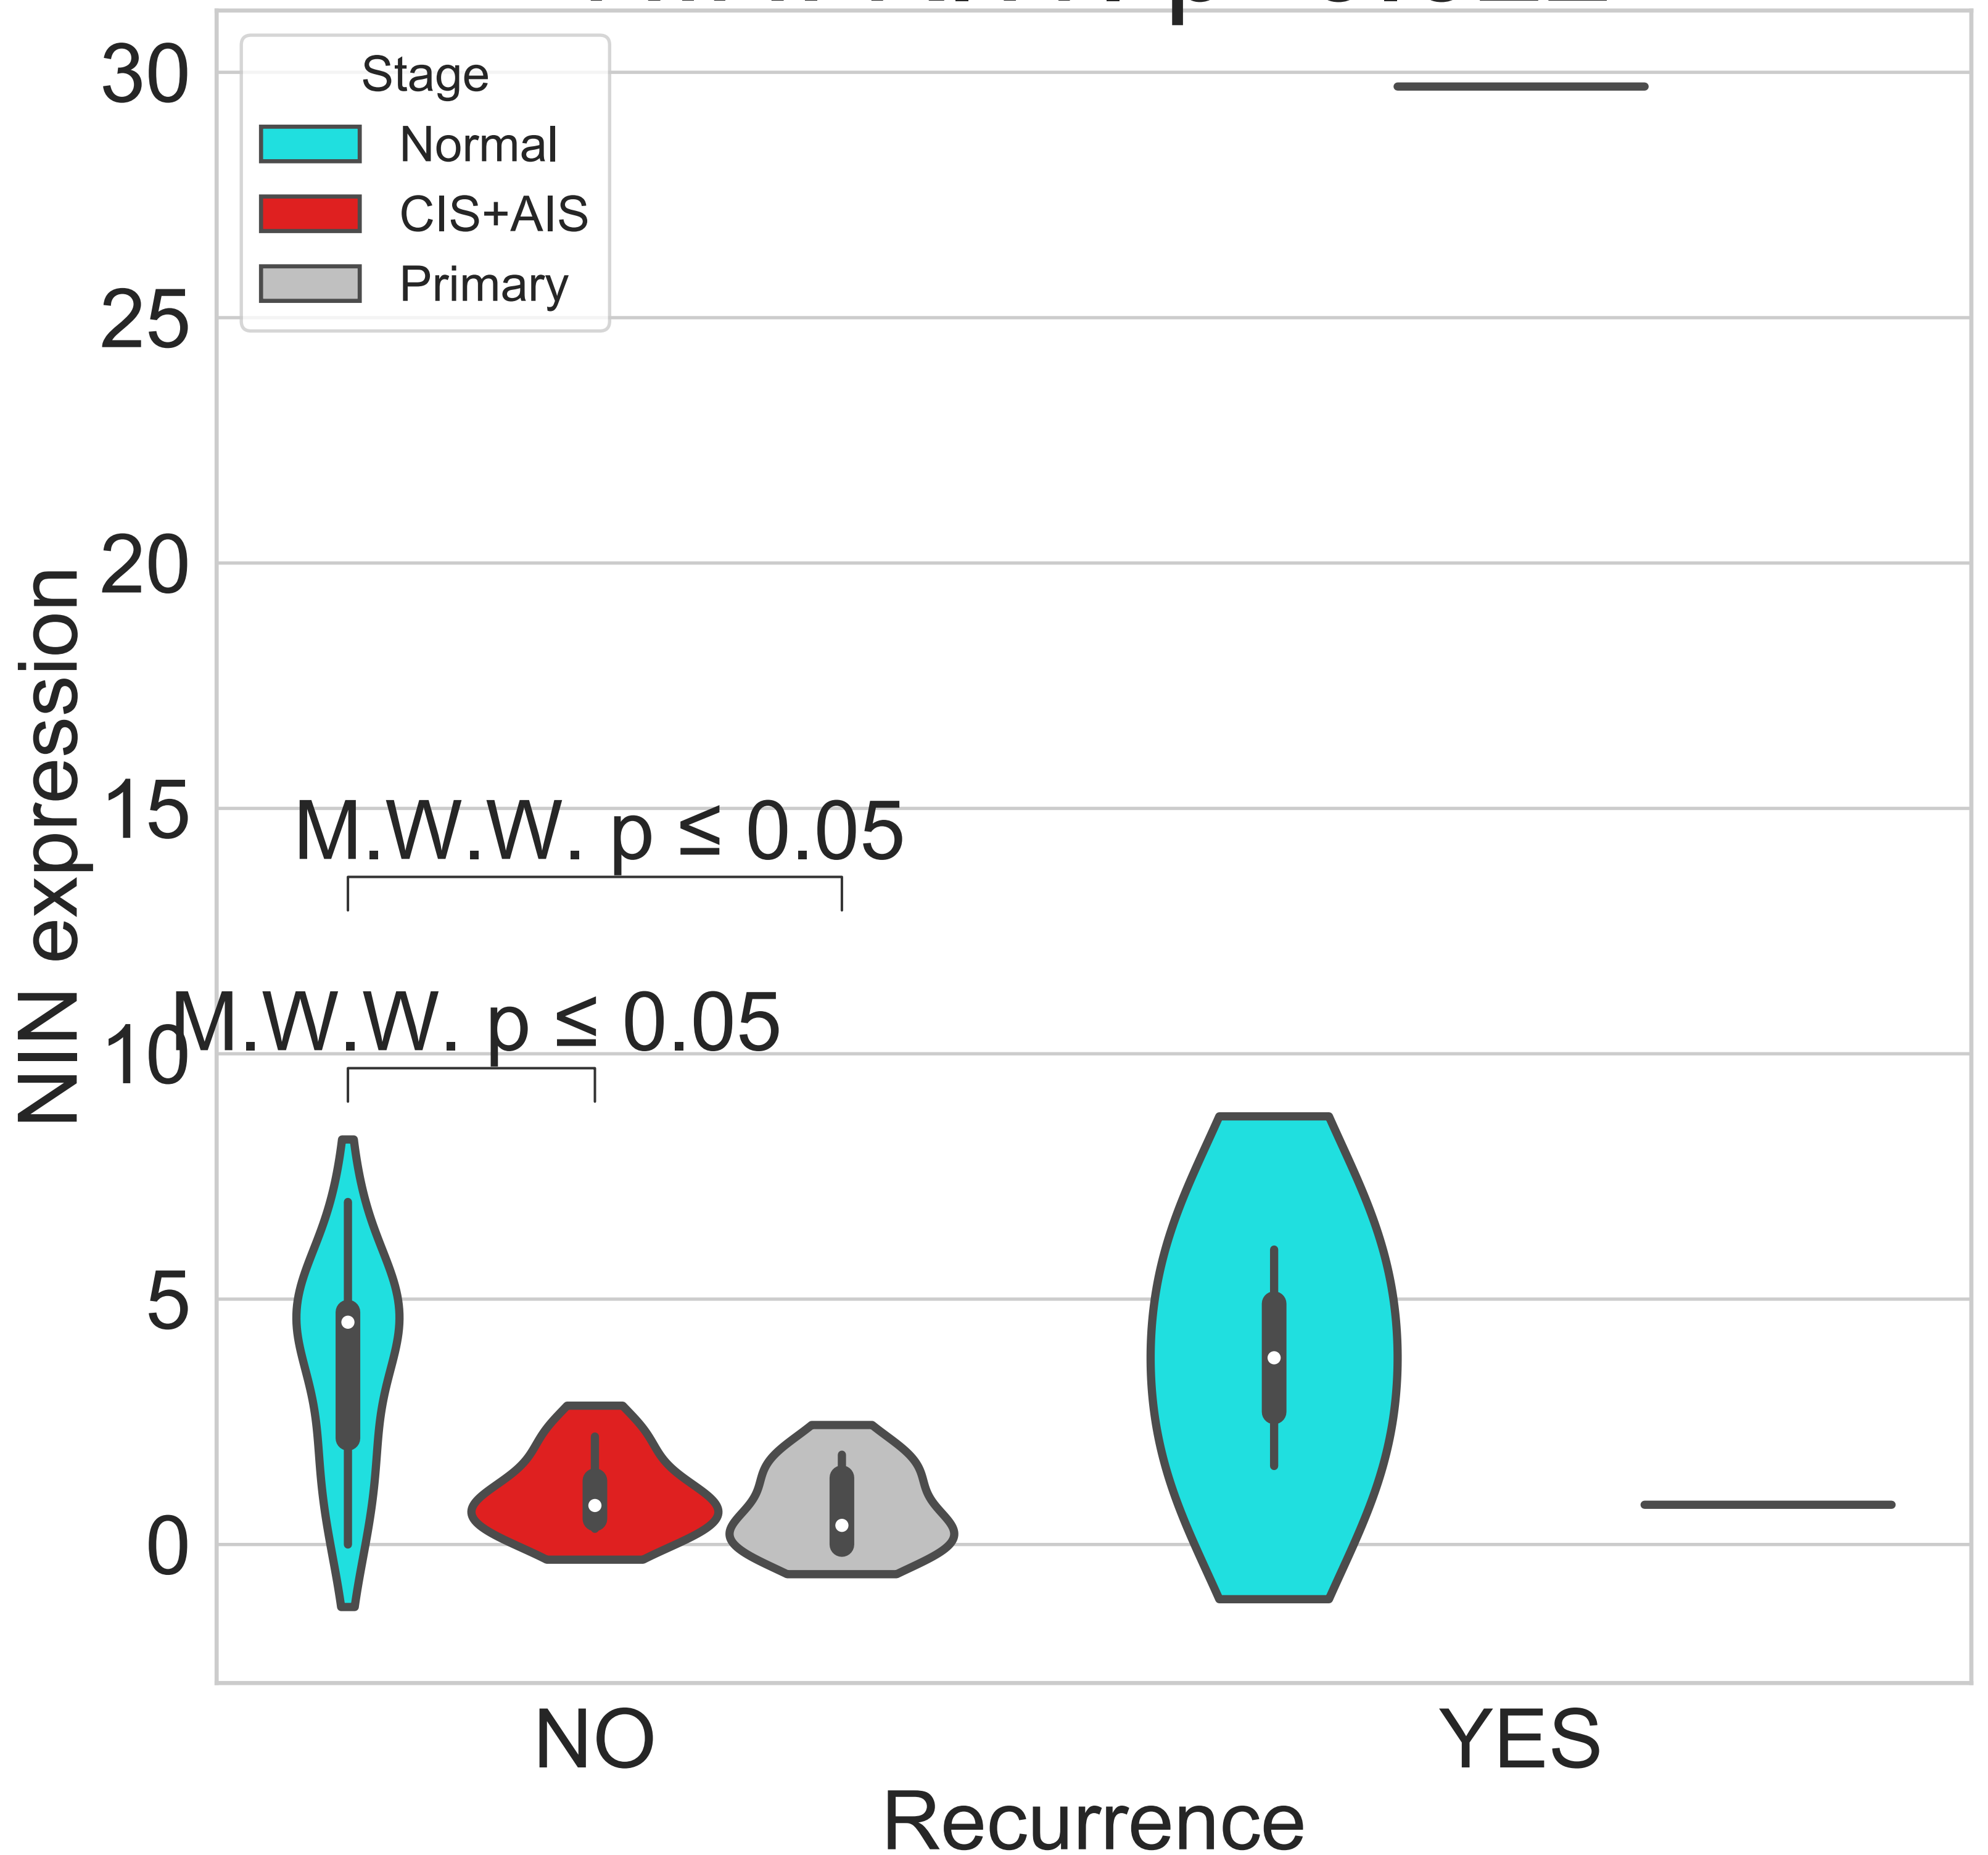 Stage
Normal
CIS+AIS
Primary
30
25
20
15
10
5
0
NIN expression
M.W.W. p ≤ 0.05
M.W.W. p ≤ 0.05
NO
YES
Recurrence